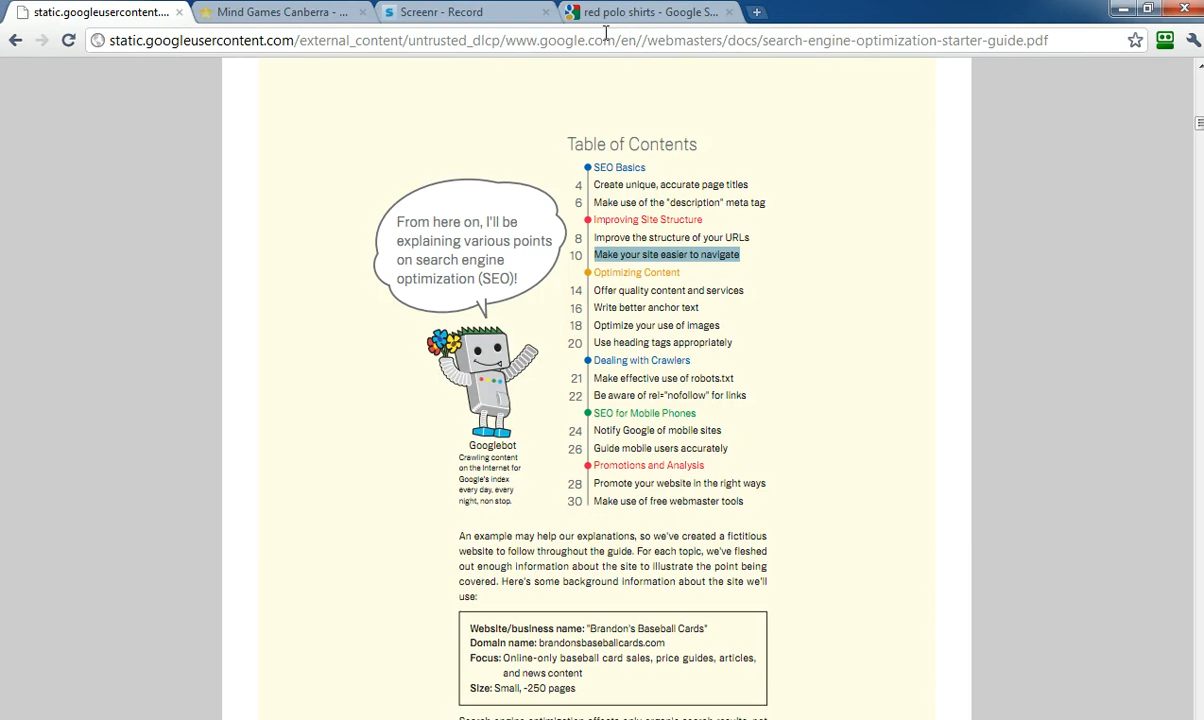 static.googleusercontent....
Mind Games Canberra - ...
Screenr - Record
red polo shirts - Google S...
static.googleusercontent.com/external_content/untrusted_dlcp/www.google.com/en//webmasters/docs/search-engine-optimization-starter-guide.pdf
From here on, I'll be
explaining various points
on search engine
optimization (SEO)!
Googlebot
Crawling content
on the Internet for
Google's index
every day, every
night, non stop.
Table of Contents
SEO Basics
4 Create unique, accurate page titles
6 Make use of the "description" meta tag
Improving Site Structure
8 Improve the structure of your URLs
10 Make your site easier to navigate
Optimizing Content
14 Offer quality content and services
16 Write better anchor text
18 Optimize your use of images
20 Use heading tags appropriately
Dealing with Crawlers
21 Make effective use of robots.txt
22 Be aware of rel="nofollow" for links
SEO for Mobile Phones
24 Notify Google of mobile sites
26 Guide mobile users accurately
Promotions and Analysis
28 Promote your website in the right ways
30 Make use of free webmaster tools
An example may help our explanations, so we've created a fictitious
website to follow throughout the guide. For each topic, we've fleshed
out enough information about the site to illustrate the point being
covered. Here's some background information about the site we'll
use:
Website/business name: "Brandon's Baseball Cards"
Domain name: brandonsbaseballcards.com
Focus: Online-only baseball card sales, price guides, articles,
and news content
Size: Small, ~250 pages
Search engine optimization affects only organic search results, not